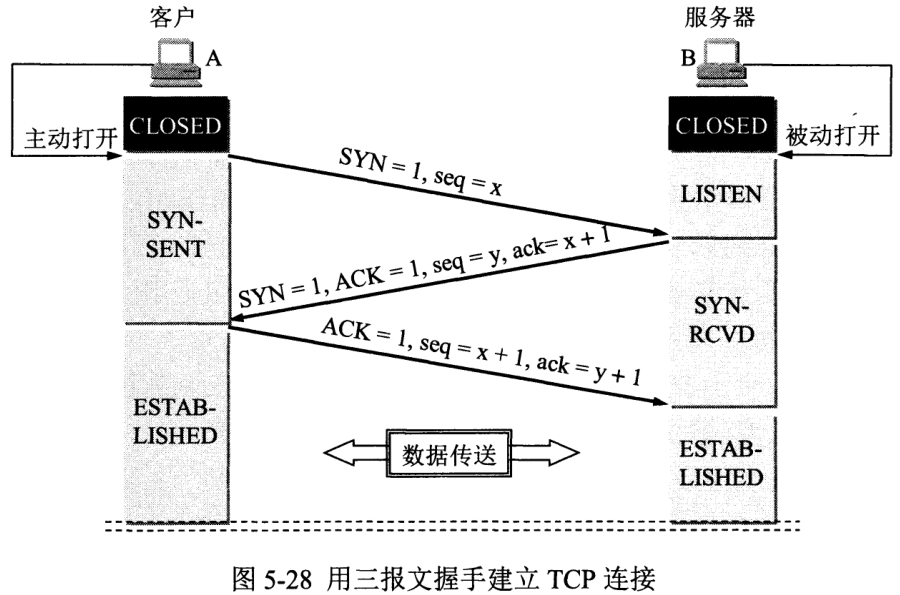 客户
服务器
A
B
主动打开
CLOSED
CLOSED
被动打开
SYN = 1, seq = x
LISTEN
SYN-
SENT
SYN = 1, ACK = 1, seq = y, ack= x + 1
SYN-
RCVD
ACK = 1, seq = x + 1, ack = y + 1
ESTAB-
LISHED
数据传送
ESTAB-
LISHED
图 5-28 用三报文握手建立 TCP 连接